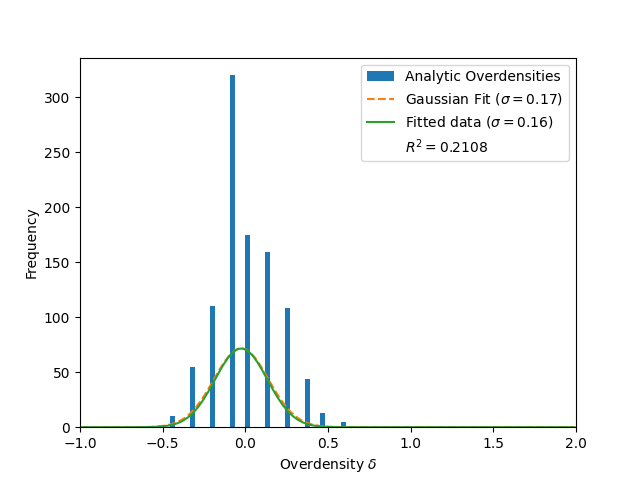 Analytic Overdensities
Gaussian Fit (σ = 0.17)
Fitted data (σ = 0.16)
R² = 0.2108
Frequency
300
250
200
150
100
50
0
−1.0 −0.5 0.0 0.5 1.0 1.5 2.0
Overdensity δ